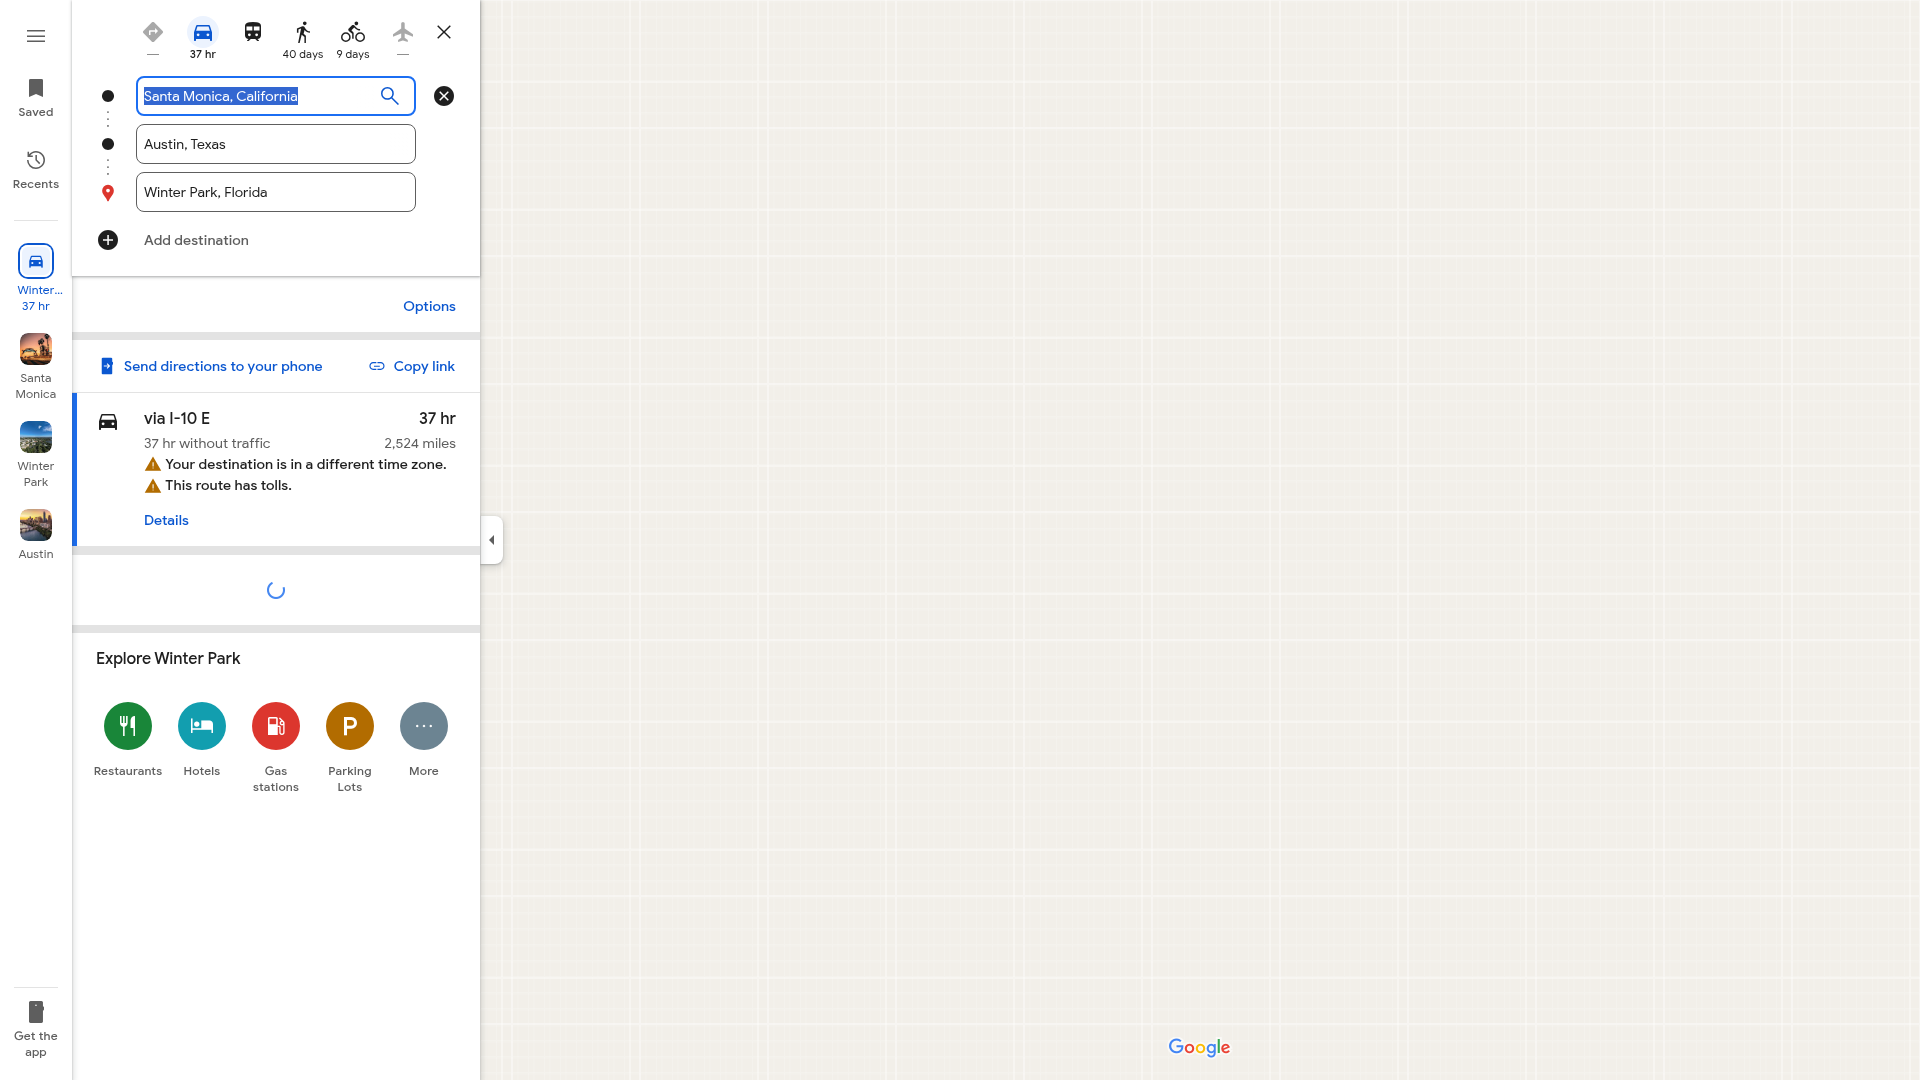 37 hr
40 days
9 days
Saved
Santa Monica, California
Austin, Texas
Recents
Winter Park, Florida
Add destination
Winter...
37 hr
Options
Santa
Monica
Send directions to your phone
Copy link
via I-10 E
37 hr
37 hr without traffic
2,524 miles
Your destination is in a different time zone.
This route has tolls.
Details
Winter
Park
Austin
Explore Winter Park
Restaurants
Hotels
Gas
stations
P
Parking
Lots
More
Get the
app
Google